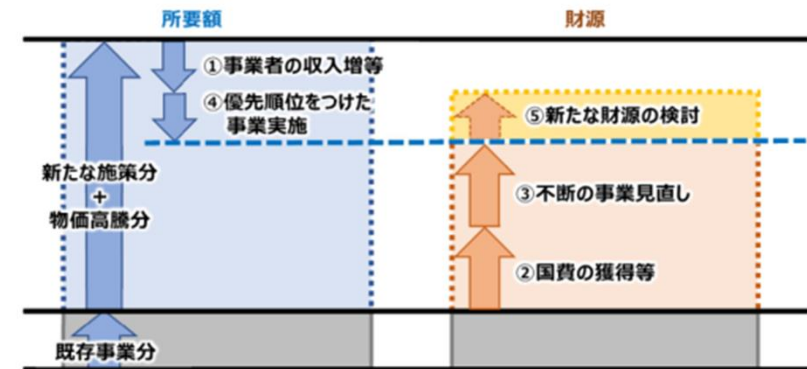 所要額
財源
①事業者の収入増等
④優先順位をつけた
事業実施
⑤新たな財源の検討
新たな施策分
+
物価高騰分
③不断の事業見直し
②国費の獲得等
既存事業分